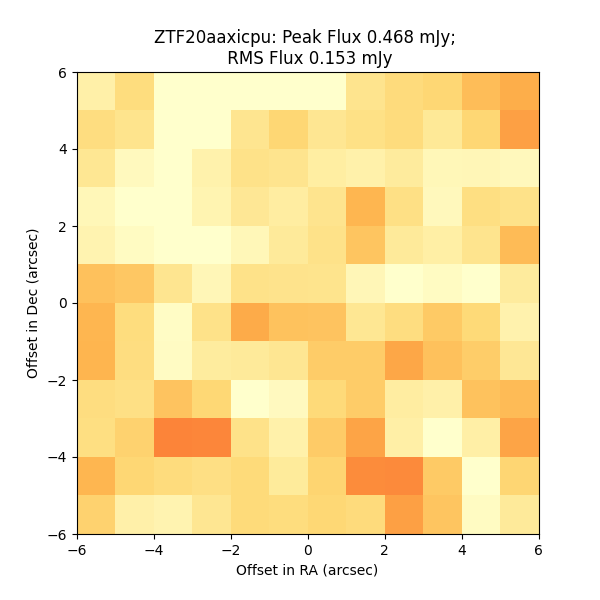 ZTF20aaxicpu: Peak Flux 0.468 mJy;
RMS Flux 0.153 mJy
6
4
2
0
−2
−4
−6
Offset in Dec (arcsec)
−6 −4 −2 0 2 4 6
Offset in RA (arcsec)